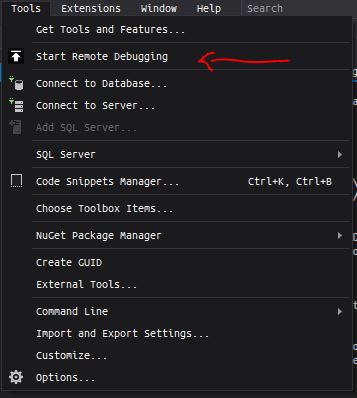 Tools Extensions Window Help Search
Get Tools and Features...
Start Remote Debugging
Connect to Database...
Connect to Server...
Add SQL Server...
SQL Server
Code Snippets Manager... Ctrl+K, Ctrl+B
Choose Toolbox Items...
NuGet Package Manager
Create GUID
External Tools...
Command Line
Import and Export Settings...
Customize...
Options...